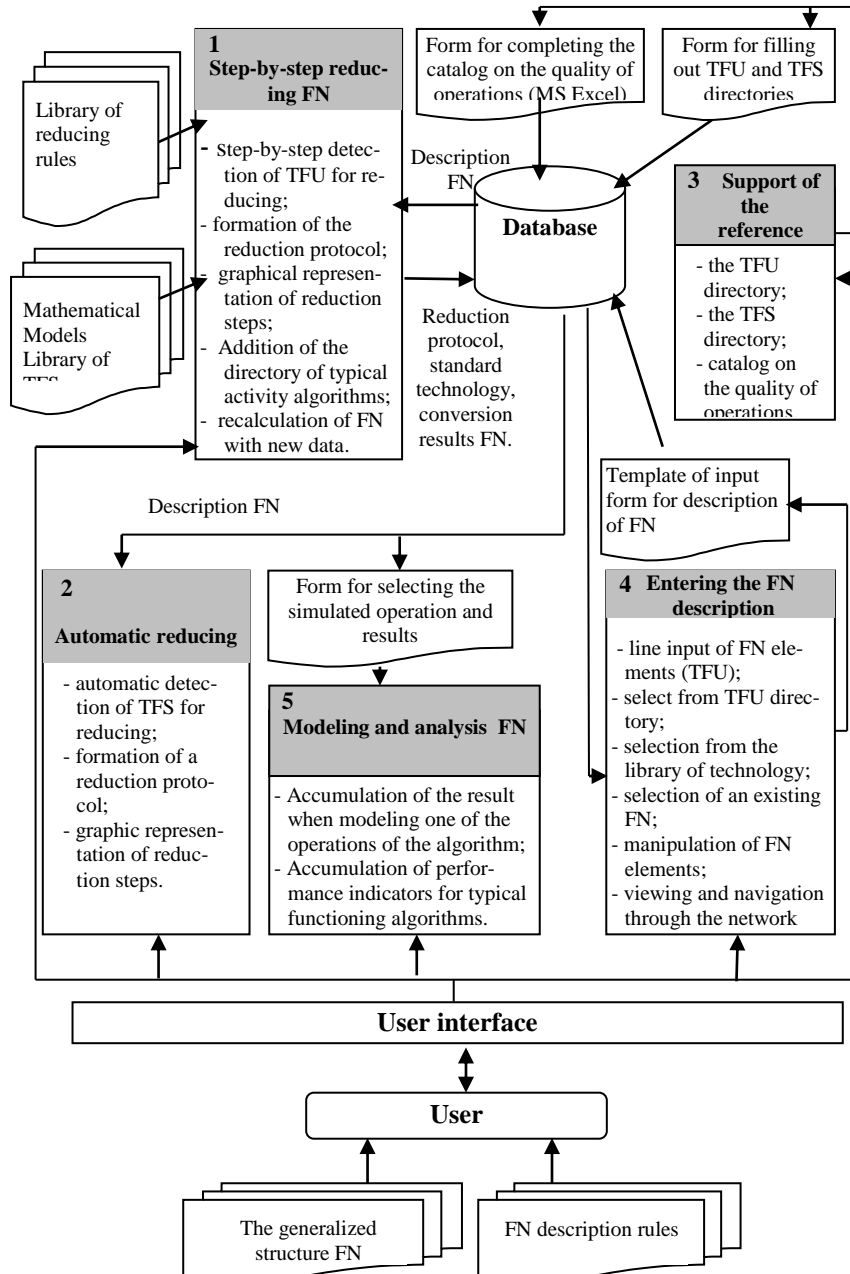 1
Step-by-step reduc-
ing FN
- step-by-step detec-
tion of TFU for re-
ducing;
- formation of the
reduction protocol;
- graphical represen-
tation of reduction
steps;
- Addition of the
directory of typical
activity algorithms;
- recalculation of FN
with new data.
Library of
reducing
rules
Mathematical
Models
Library of
TFS
Form for completing the
catalog on the quality of
operations (MS Excel)
Form for filling
out TFU and TFS
directories
Description
FN
Database
3 Support of
the
reference
- the TFU
directory;
- the TFS
directory;
- catalog on
the quality of
operations
Reduction
protocol,
standard
technology,
conversion
results FN.
Template of input
form for description
of FN
Description FN
2
Automatic reducing
- automatic detec-
tion of TFS for
reducing;
- formation of a
reduction proto-
col;
- graphic represen-
tation of reduc-
tion steps.
Form for selecting the
simulated operation and
results
5
Modeling and analysis FN
- Accumulation of the result
when modeling one of the
operations of the algorithm;
- Accumulation of perfor-
mance indicators for typical
functioning algorithms.
4 Entering the FN
description
- line input of FN ele-
ments (TFU);
- select from TFU direc-
tory;
- selection from the
library of technology;
- selection of an existing
FN;
- manipulation of FN
elements;
- viewing and navigation
through the network
User interface
User
The generalized
structure FN
FN description rules